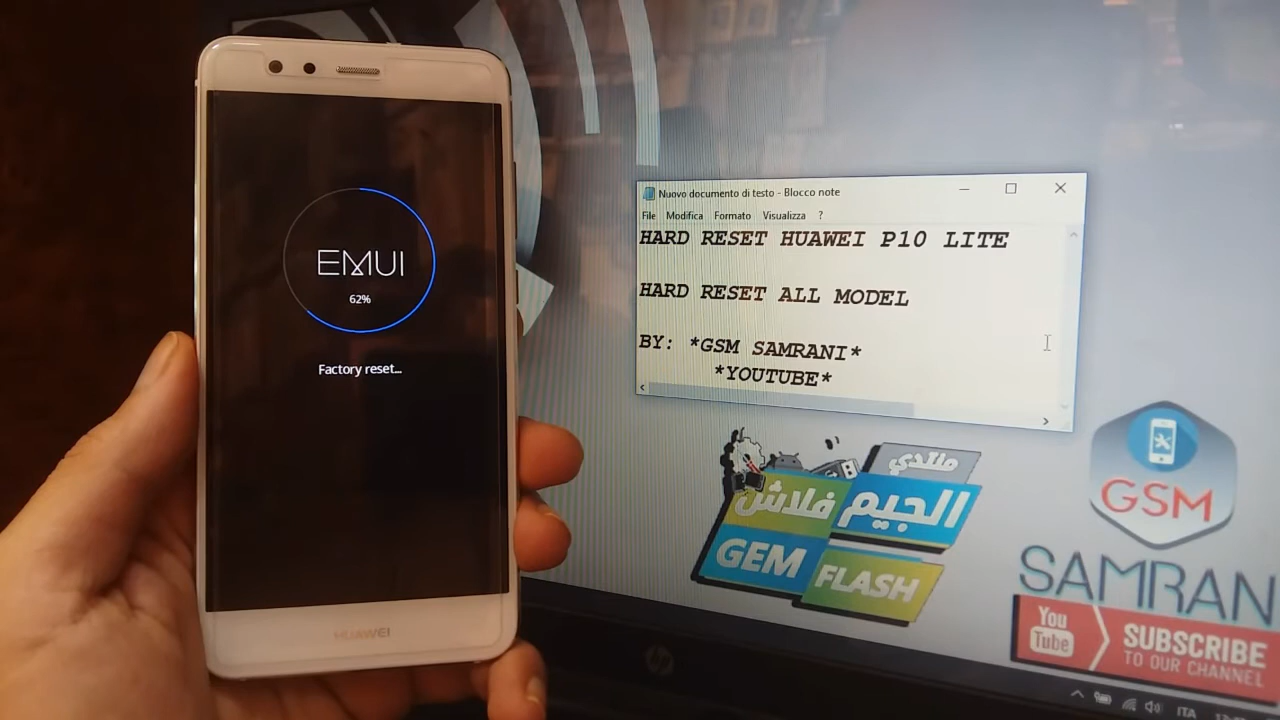 EMUI
62%
Factory reset...
HUAWEI
Nuovo documento di testo - Blocco note
File Modifica Formato Visualizza ?
HARD RESET HUAWEI P10 LITE
HARD RESET ALL MODEL
BY: *GSM SAMRANI*
*YOUTUBE*
منتدي
الجيم فلاش
GEM FLASH
GSM
SAMRAN
You Tube
SUBSCRIBE
TO OUR CHANNEL
hp
ITA